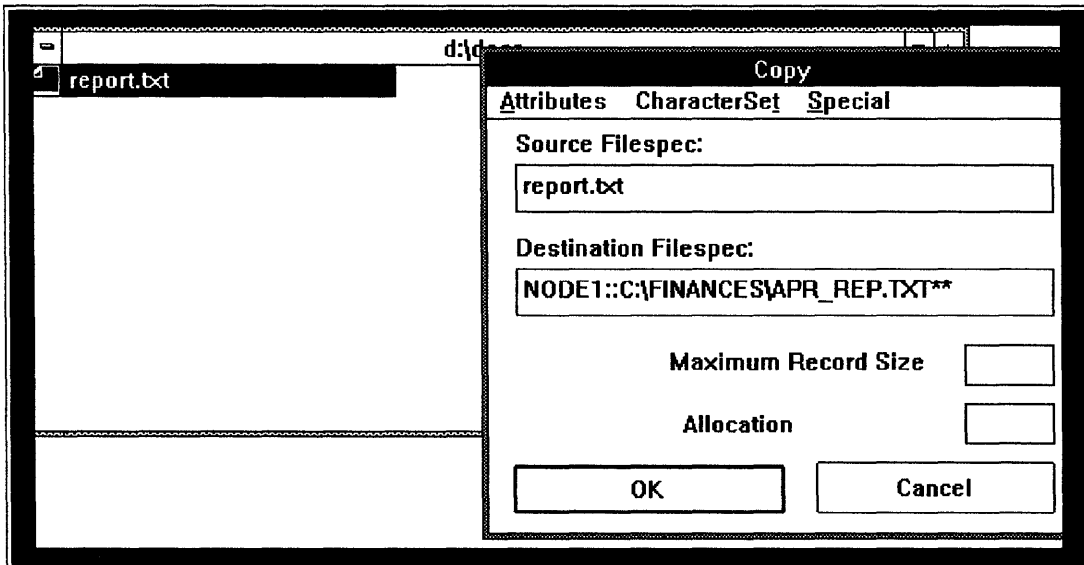 report.txt
Copy
Attributes CharacterSet Special
Source Filespec:
report.txt
Destination Filespec:
NODE1::C:\FINANCES\APR_REP.TXT**
Maximum Record Size
Allocation
OK Cancel